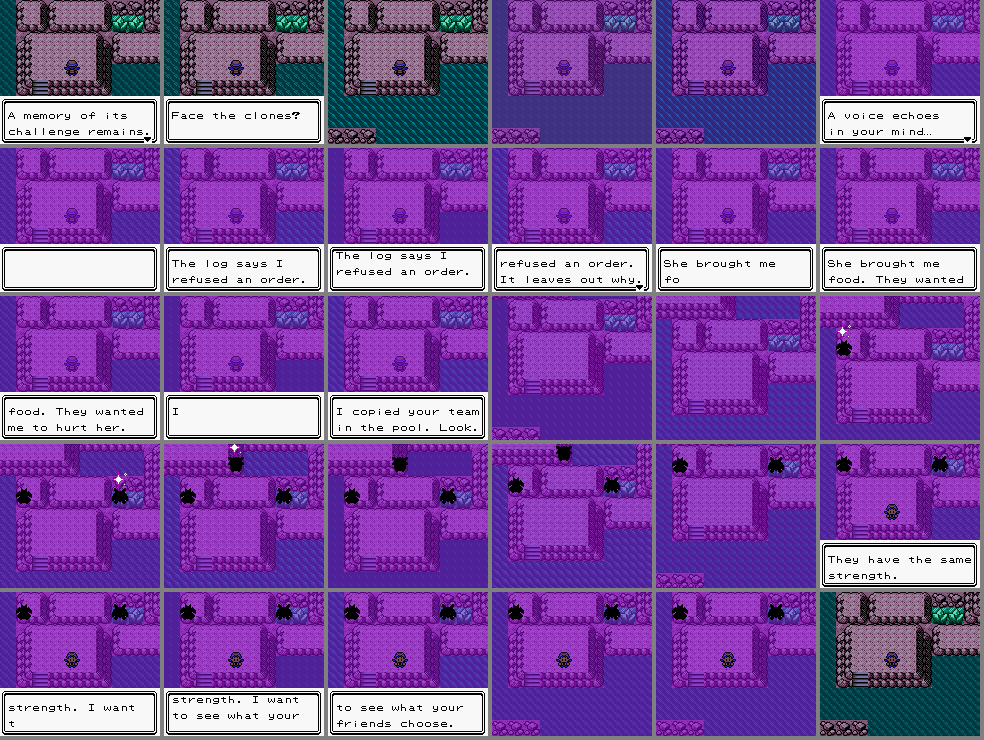 A memory of its
challenge remains.
Face the clones?
A voice echoes
in your mind…
The log says I
refused an order.
The log says I
refused an order.
refused an order.
It leaves out why.
She brought me
fo
She brought me
food. They wanted
food. They wanted
me to hurt her.
I
I copied your team
in the pool. Look.
They have the same
strength.
strength. I want
t
strength. I want
to see what your
to see what your
friends choose.